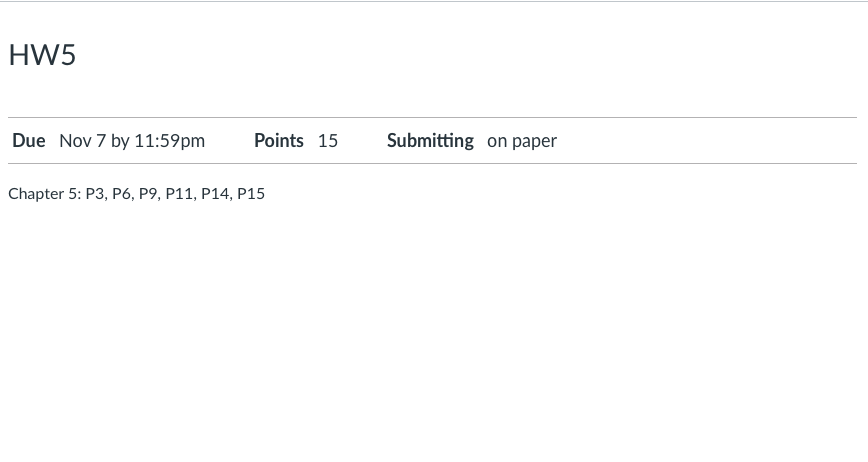 HW5
Due Nov 7 by 11:59pm Points 15 Submitting on paper
Chapter 5: P3, P6, P9, P11, P14, P15